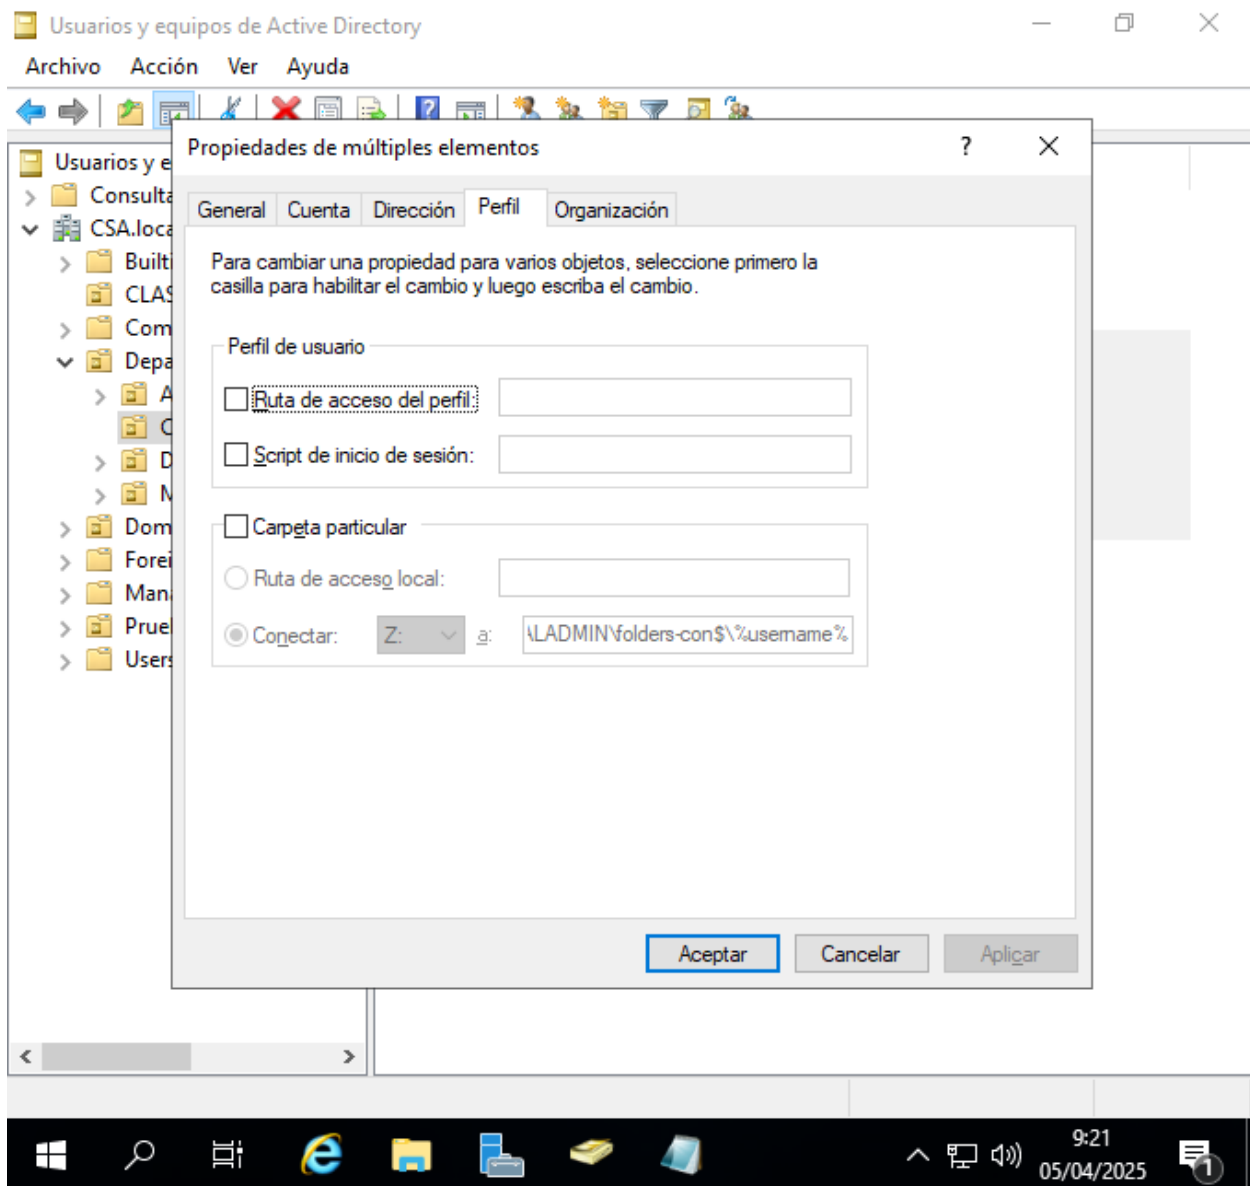 Usuarios y equipos de Active Directory
Archivo Acción Ver Ayuda
Propiedades de múltiples elementos
?
Usuarios y e
Consulta
CSA.loca
Builti
CLAS
Com
Depa
A
C
D
M
Dom
Forei
Mana
Prue
Users
General Cuenta Dirección Perfil Organización
Para cambiar una propiedad para varios objetos, seleccione primero la
casilla para habilitar el cambio y luego escriba el cambio.
Perfil de usuario
Ruta de acceso del perfil:
Script de inicio de sesión:
Carpeta particular
Ruta de acceso local:
Conectar: Z: a: \LADMIN\folders-con$\%username%
Aceptar Cancelar Aplicar
9:21
05/04/2025
1